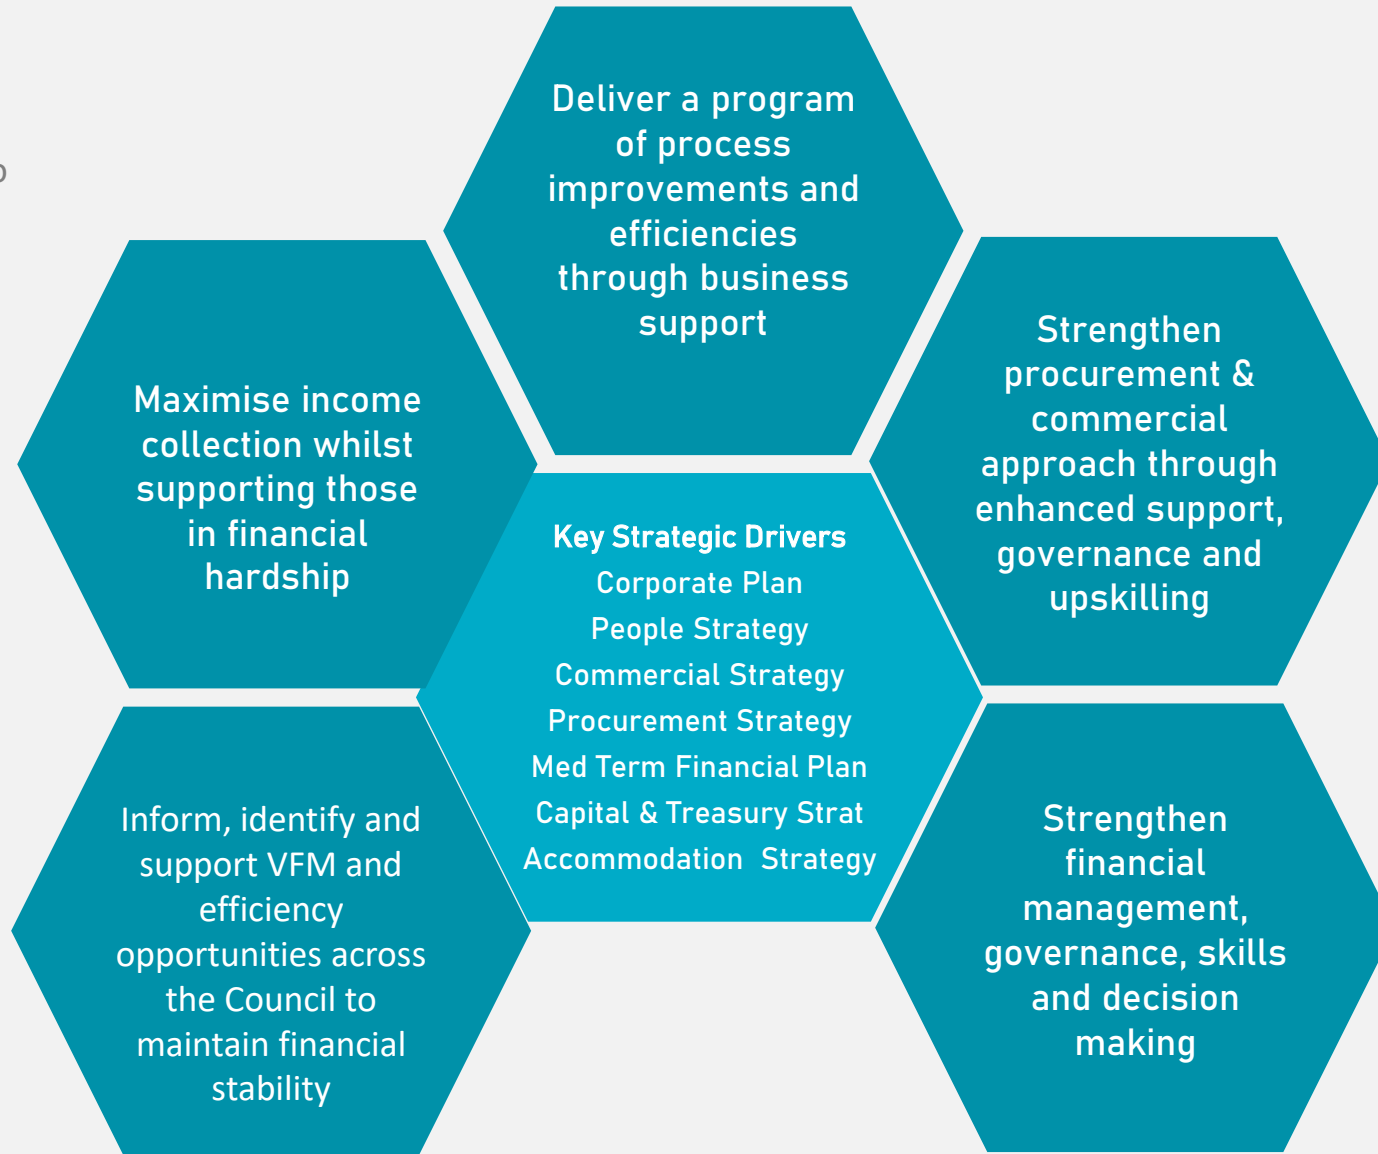 Deliver a program
of process
improvements and
efficiencies
through business
support
Maximise income
collection whilst
supporting those
in financial
hardship
Strengthen
procurement &
commercial
approach through
enhanced support,
governance and
upskilling
Key Strategic Drivers
Corporate Plan
People Strategy
Commercial Strategy
Procurement Strategy
Med Term Financial Plan
Capital & Treasury Strat
Accommodation  Strategy
Inform, identify and
support VFM and
efficiency
opportunities across
the Council to
maintain financial
stability
Strengthen
financial
management,
governance, skills
and decision
making